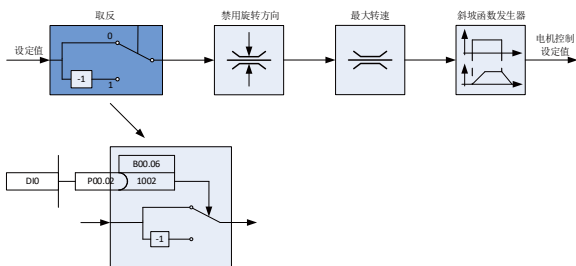 取反
禁用旋转方向
最大转速
斜坡函数发生器
设定值
0
-1
1
电机控制
设定值
B00.06
DI0
P00.02
1002
-1